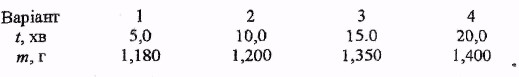 Варіант 1 2 3 4
t, хв 5,0 10,0 15.0 20,0
m, г 1,180 1,200 1,350 1,400